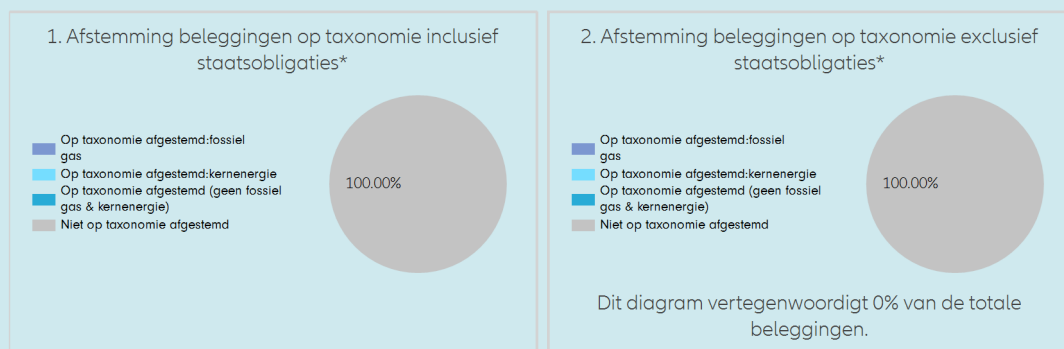 1. Afstemming beleggingen op taxonomie inclusief
staatsobligaties*
Op taxonomie afgestemd:fossiel
gas
Op taxonomie afgestemd:kernenergie
Op taxonomie afgestemd (geen fossiel
gas & kernenergie)
Niet op taxonomie afgestemd
100.00%
2. Afstemming beleggingen op taxonomie exclusief
staatsobligaties*
Op taxonomie afgestemd:fossiel
gas
Op taxonomie afgestemd:kernenergie
Op taxonomie afgestemd (geen fossiel
gas & kernenergie)
Niet op taxonomie afgestemd
100.00%
Dit diagram vertegenwoordigt 0% van de totale
beleggingen.